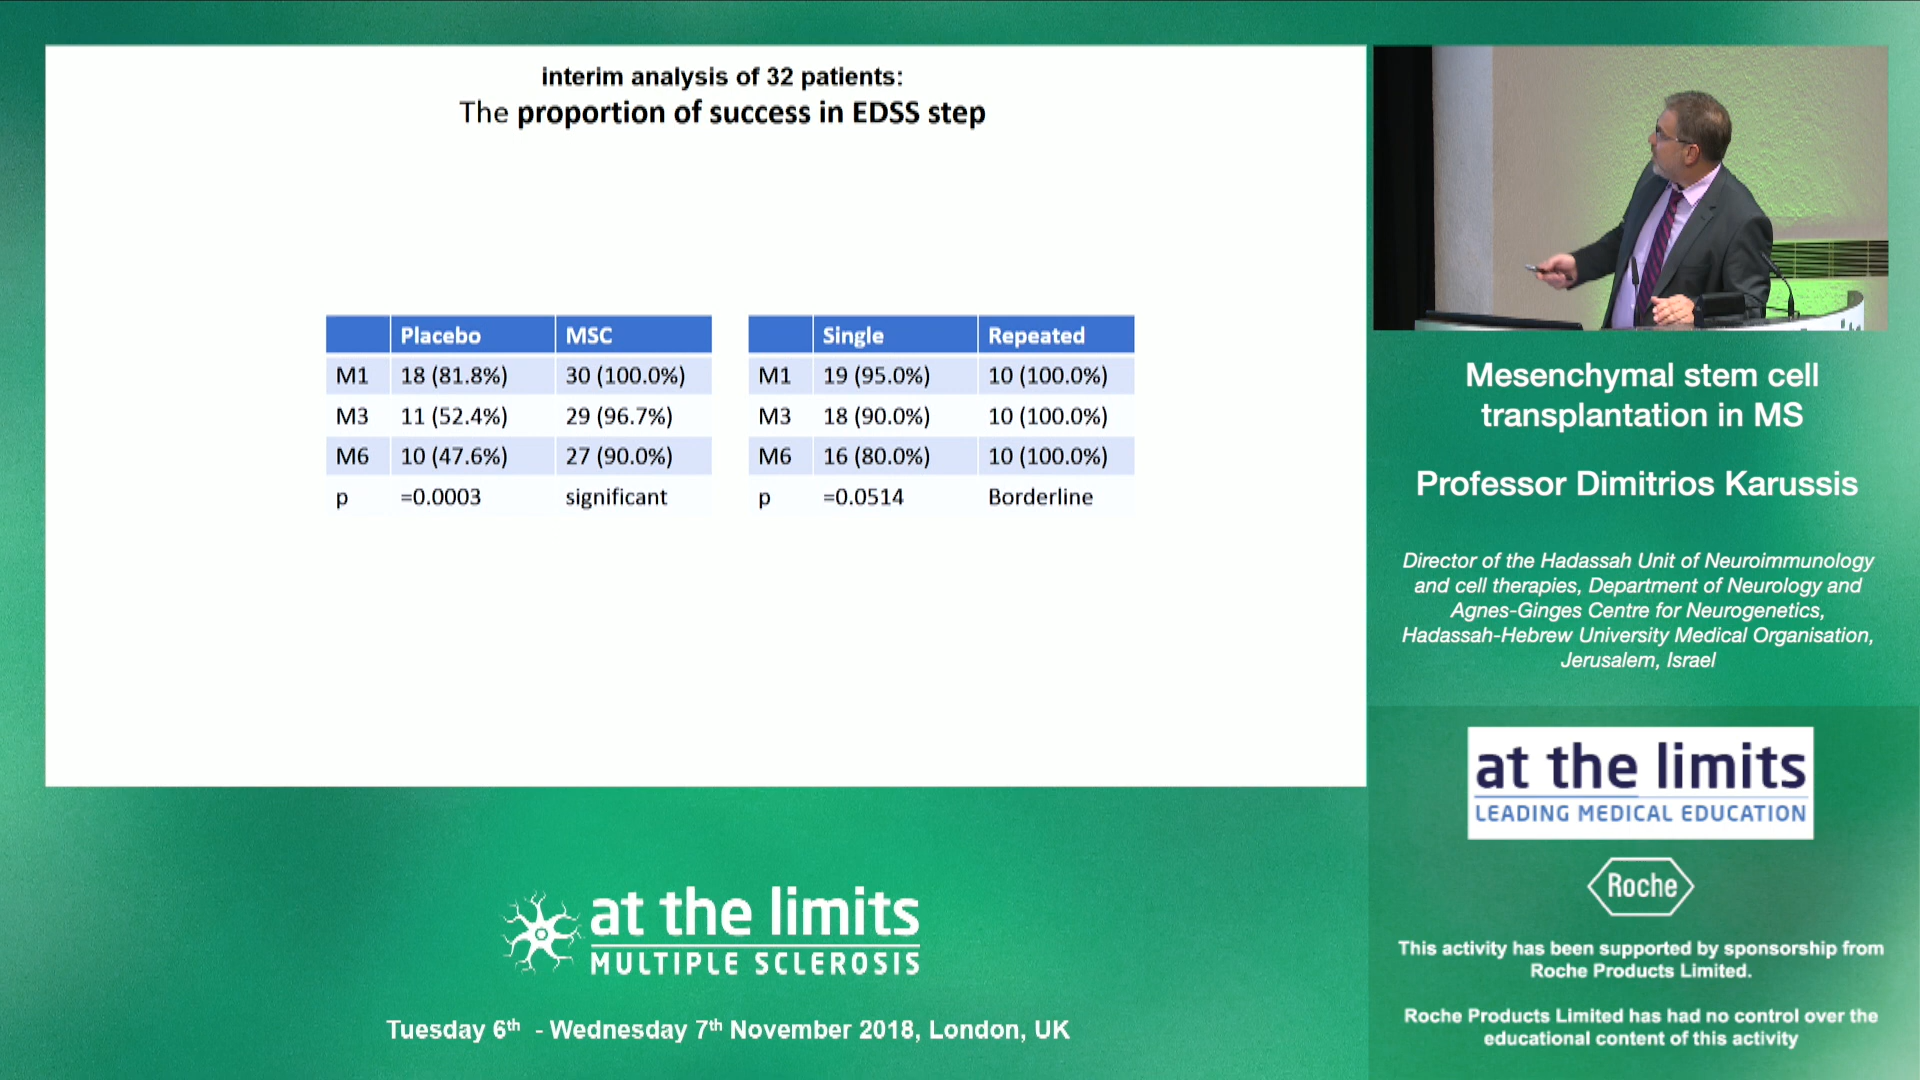 interim analysis of 32 patients:
The proportion of success in EDSS step
Placebo MSC
M1 18 (81.8%) 30 (100.0%)
M3 11 (52.4%) 29 (96.7%)
M6 10 (47.6%) 27 (90.0%)
p =0.0003 significant
Single Repeated
M1 19 (95.0%) 10 (100.0%)
M3 18 (90.0%) 10 (100.0%)
M6 16 (80.0%) 10 (100.0%)
p =0.0514 Borderline
Mesenchymal stem cell
transplantation in MS
Professor Dimitrios Karussis
Director of the Hadassah Unit of Neuroimmunology
and cell therapies, Department of Neurology and
Agnes-Ginges Centre for Neurogenetics,
Hadassah-Hebrew University Medical Organisation,
Jerusalem, Israel
at the limits
LEADING MEDICAL EDUCATION
Roche
This activity has been supported by sponsorship from
Roche Products Limited.
Roche Products Limited has had no control over the
educational content of this activity
at the limits
MULTIPLE SCLEROSIS
Tuesday 6th - Wednesday 7th November 2018, London, UK